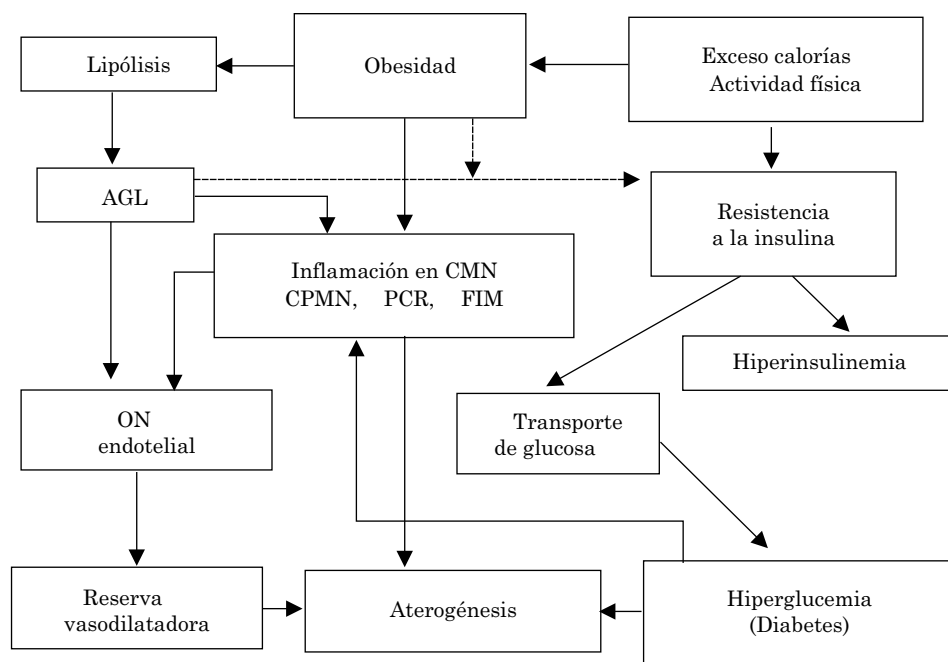 Lipólisis
Obesidad
Exceso calorías
Actividad física
AGL
Resistencia
a la insulina
Inflamación en CMN
CPMN, PCR, FIM
Hiperinsulinemia
ON
endotelial
Transporte
de glucosa
Reserva
vasodilatadora
Aterogénesis
Hiperglucemia
(Diabetes)